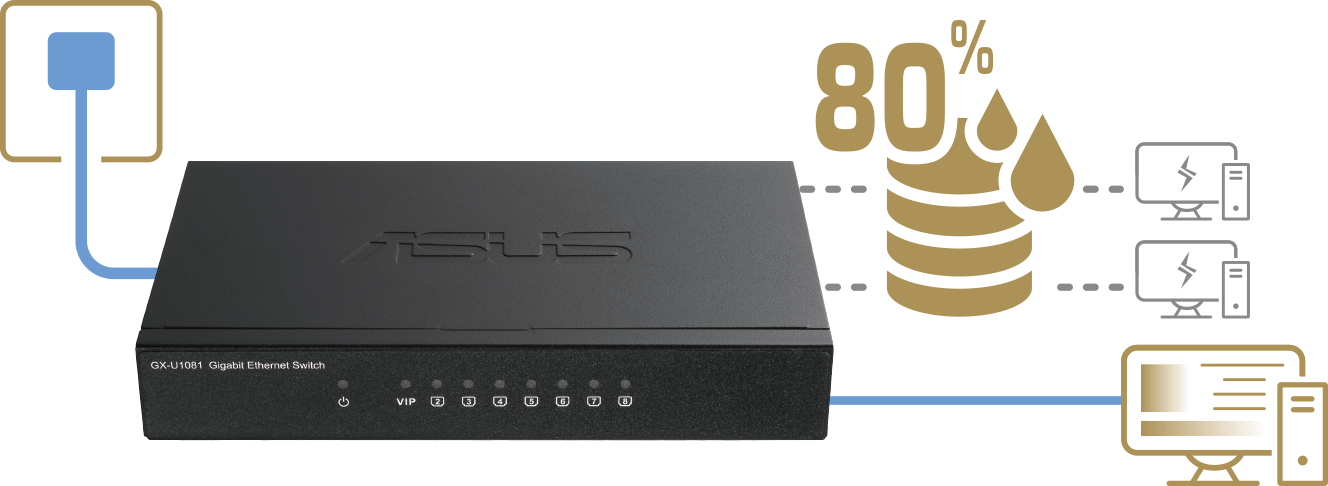 80%
ASUS
GX-U1081 Gigabit Ethernet Switch
VIP 2 3 4 5 6 7 8